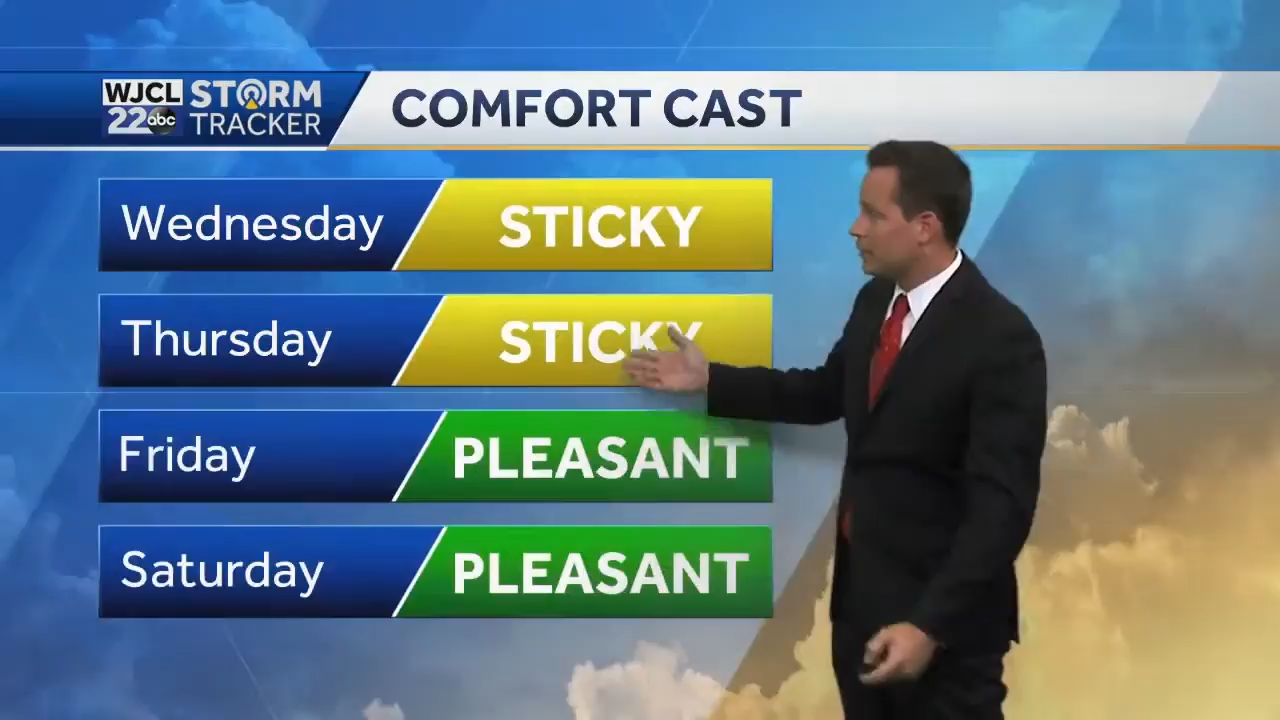 WJCL
22 abc
STORM
TRACKER
COMFORT CAST
Wednesday STICKY
Thursday STICKY
Friday PLEASANT
Saturday PLEASANT